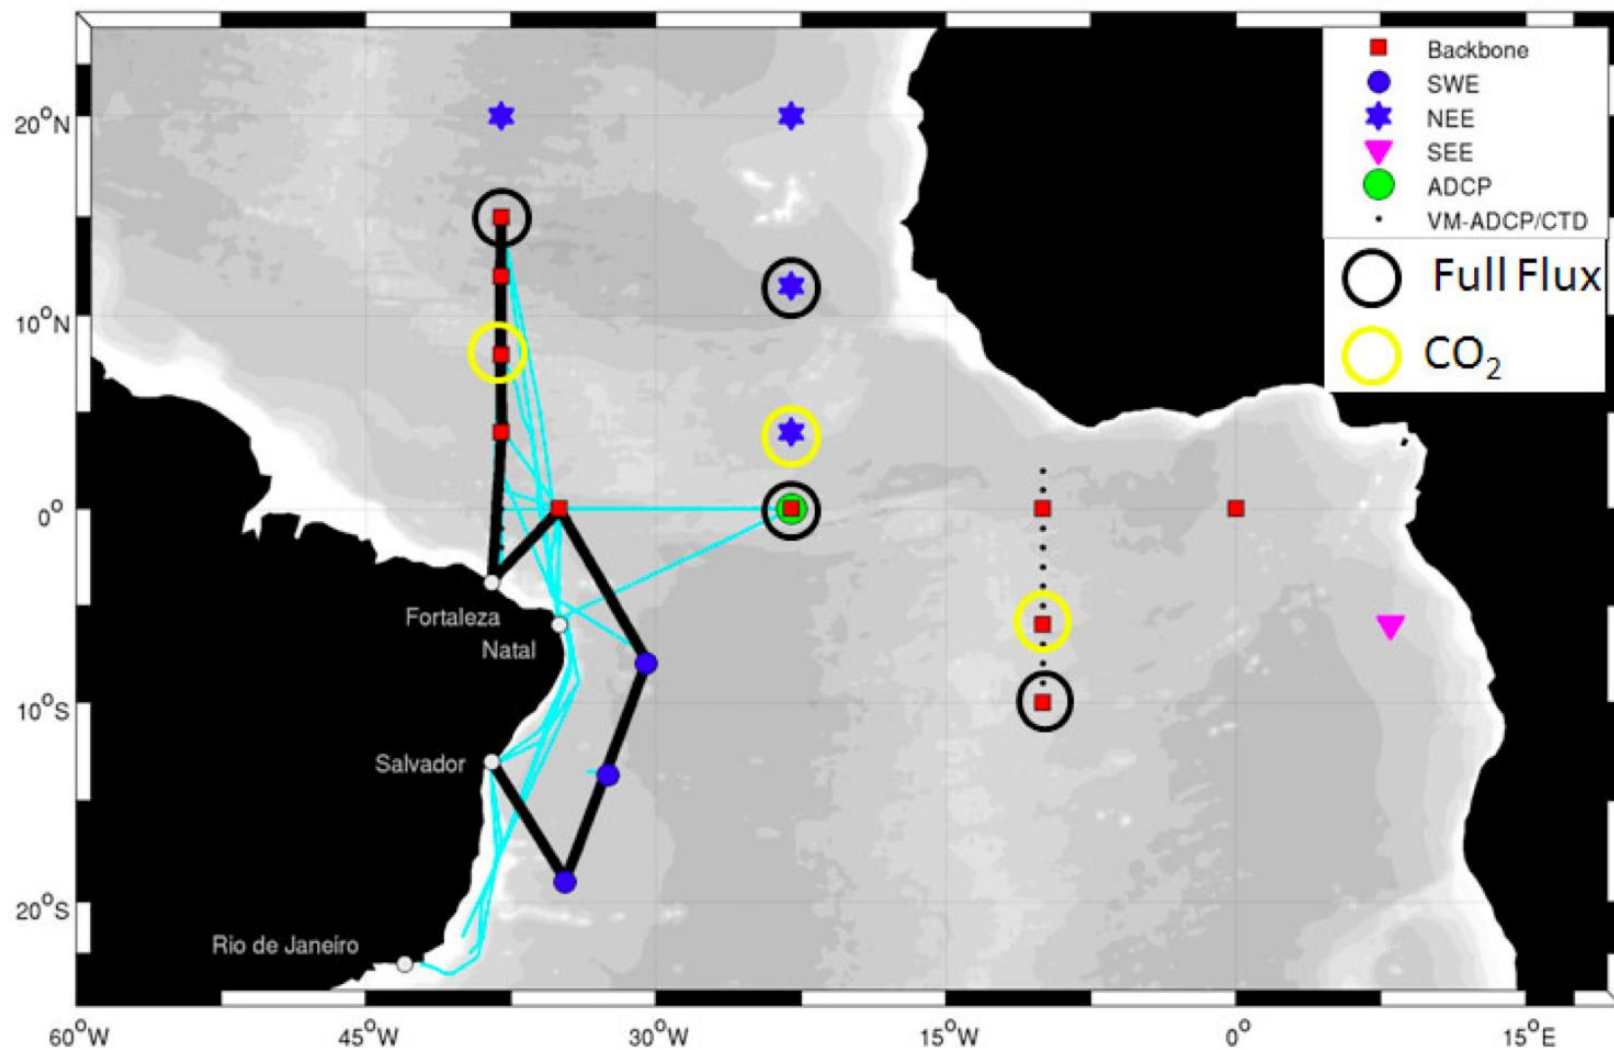 Backbone
SWE
NEE
SEE
ADCP
VM-ADCP/CTD
Full Flux
CO₂
20°N
10°N
0°
10°S
20°S
Fortaleza
Natal
Salvador
Rio de Janeiro
60°W
45°W
30°W
15°W
0°
15°E